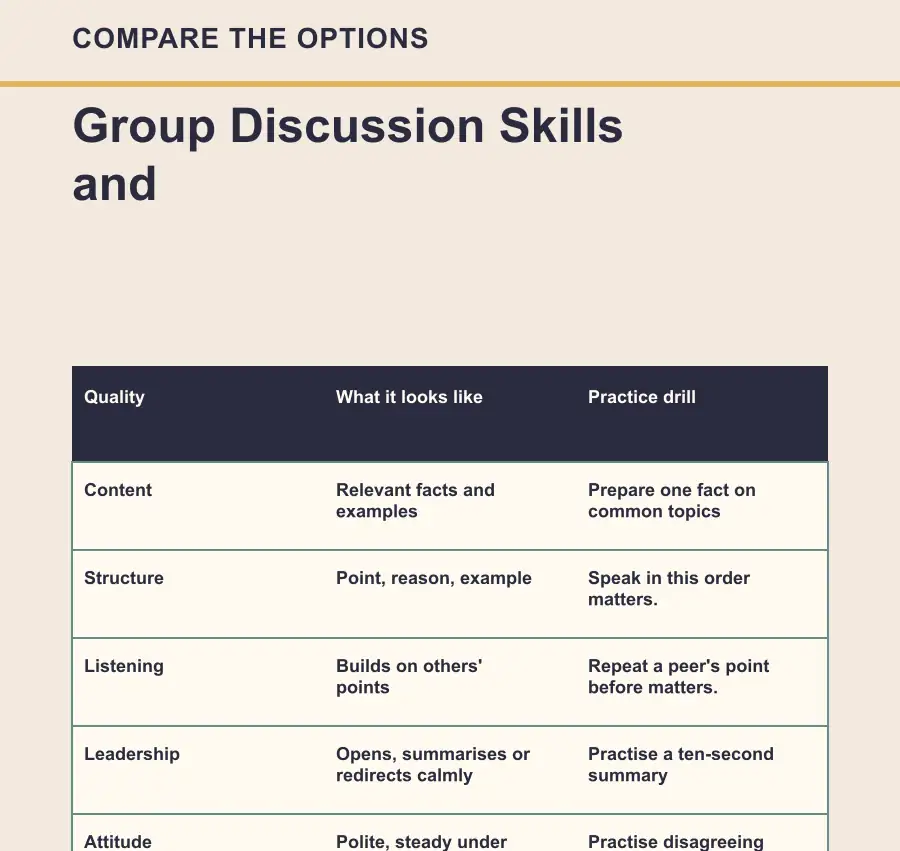 COMPARE THE OPTIONS
Group Discussion Skills
and
Quality
What it looks like
Practice drill
Content
Relevant facts and
examples
Prepare one fact on
common topics
Structure
Point, reason, example
Speak in this order
matters.
Listening
Builds on others'
points
Repeat a peer's point
before matters.
Leadership
Opens, summarises or
redirects calmly
Practise a ten-second
summary
Attitude
Polite, steady under
Practise disagreeing